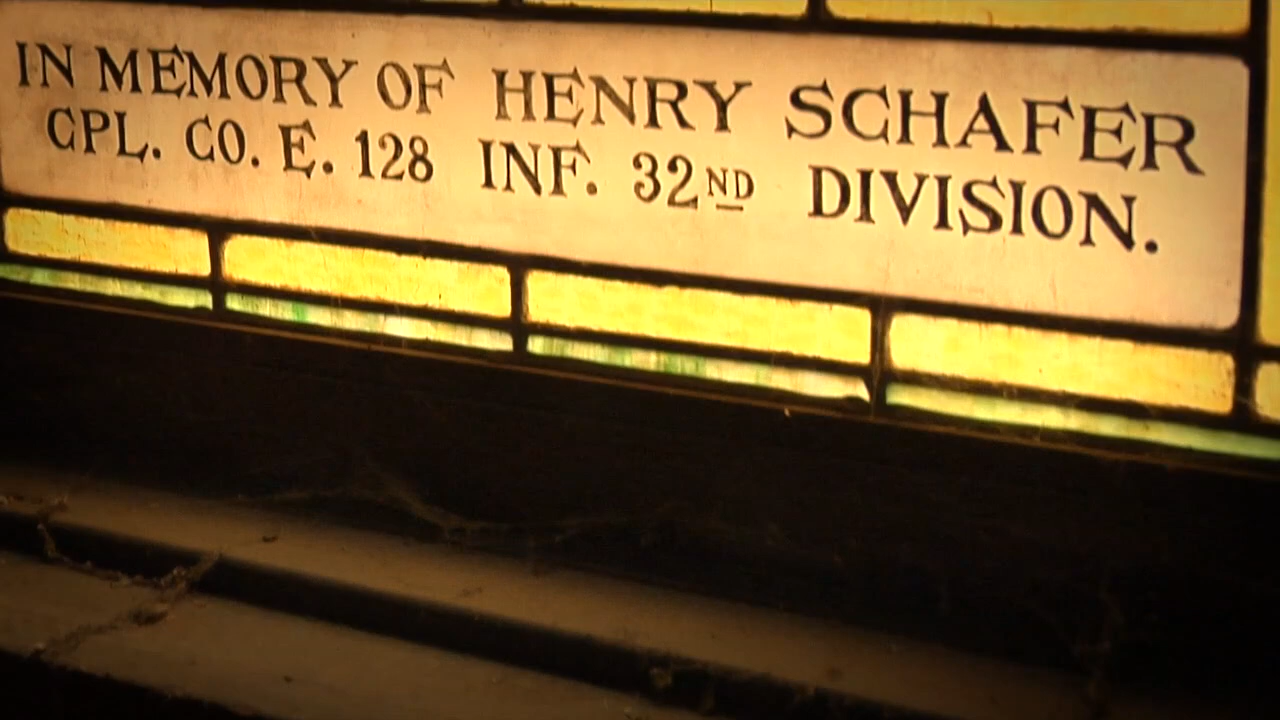 IN MEMORY OF HENRY SCHAFER
CPL. CO. E. 128 INF. 32ND DIVISION.